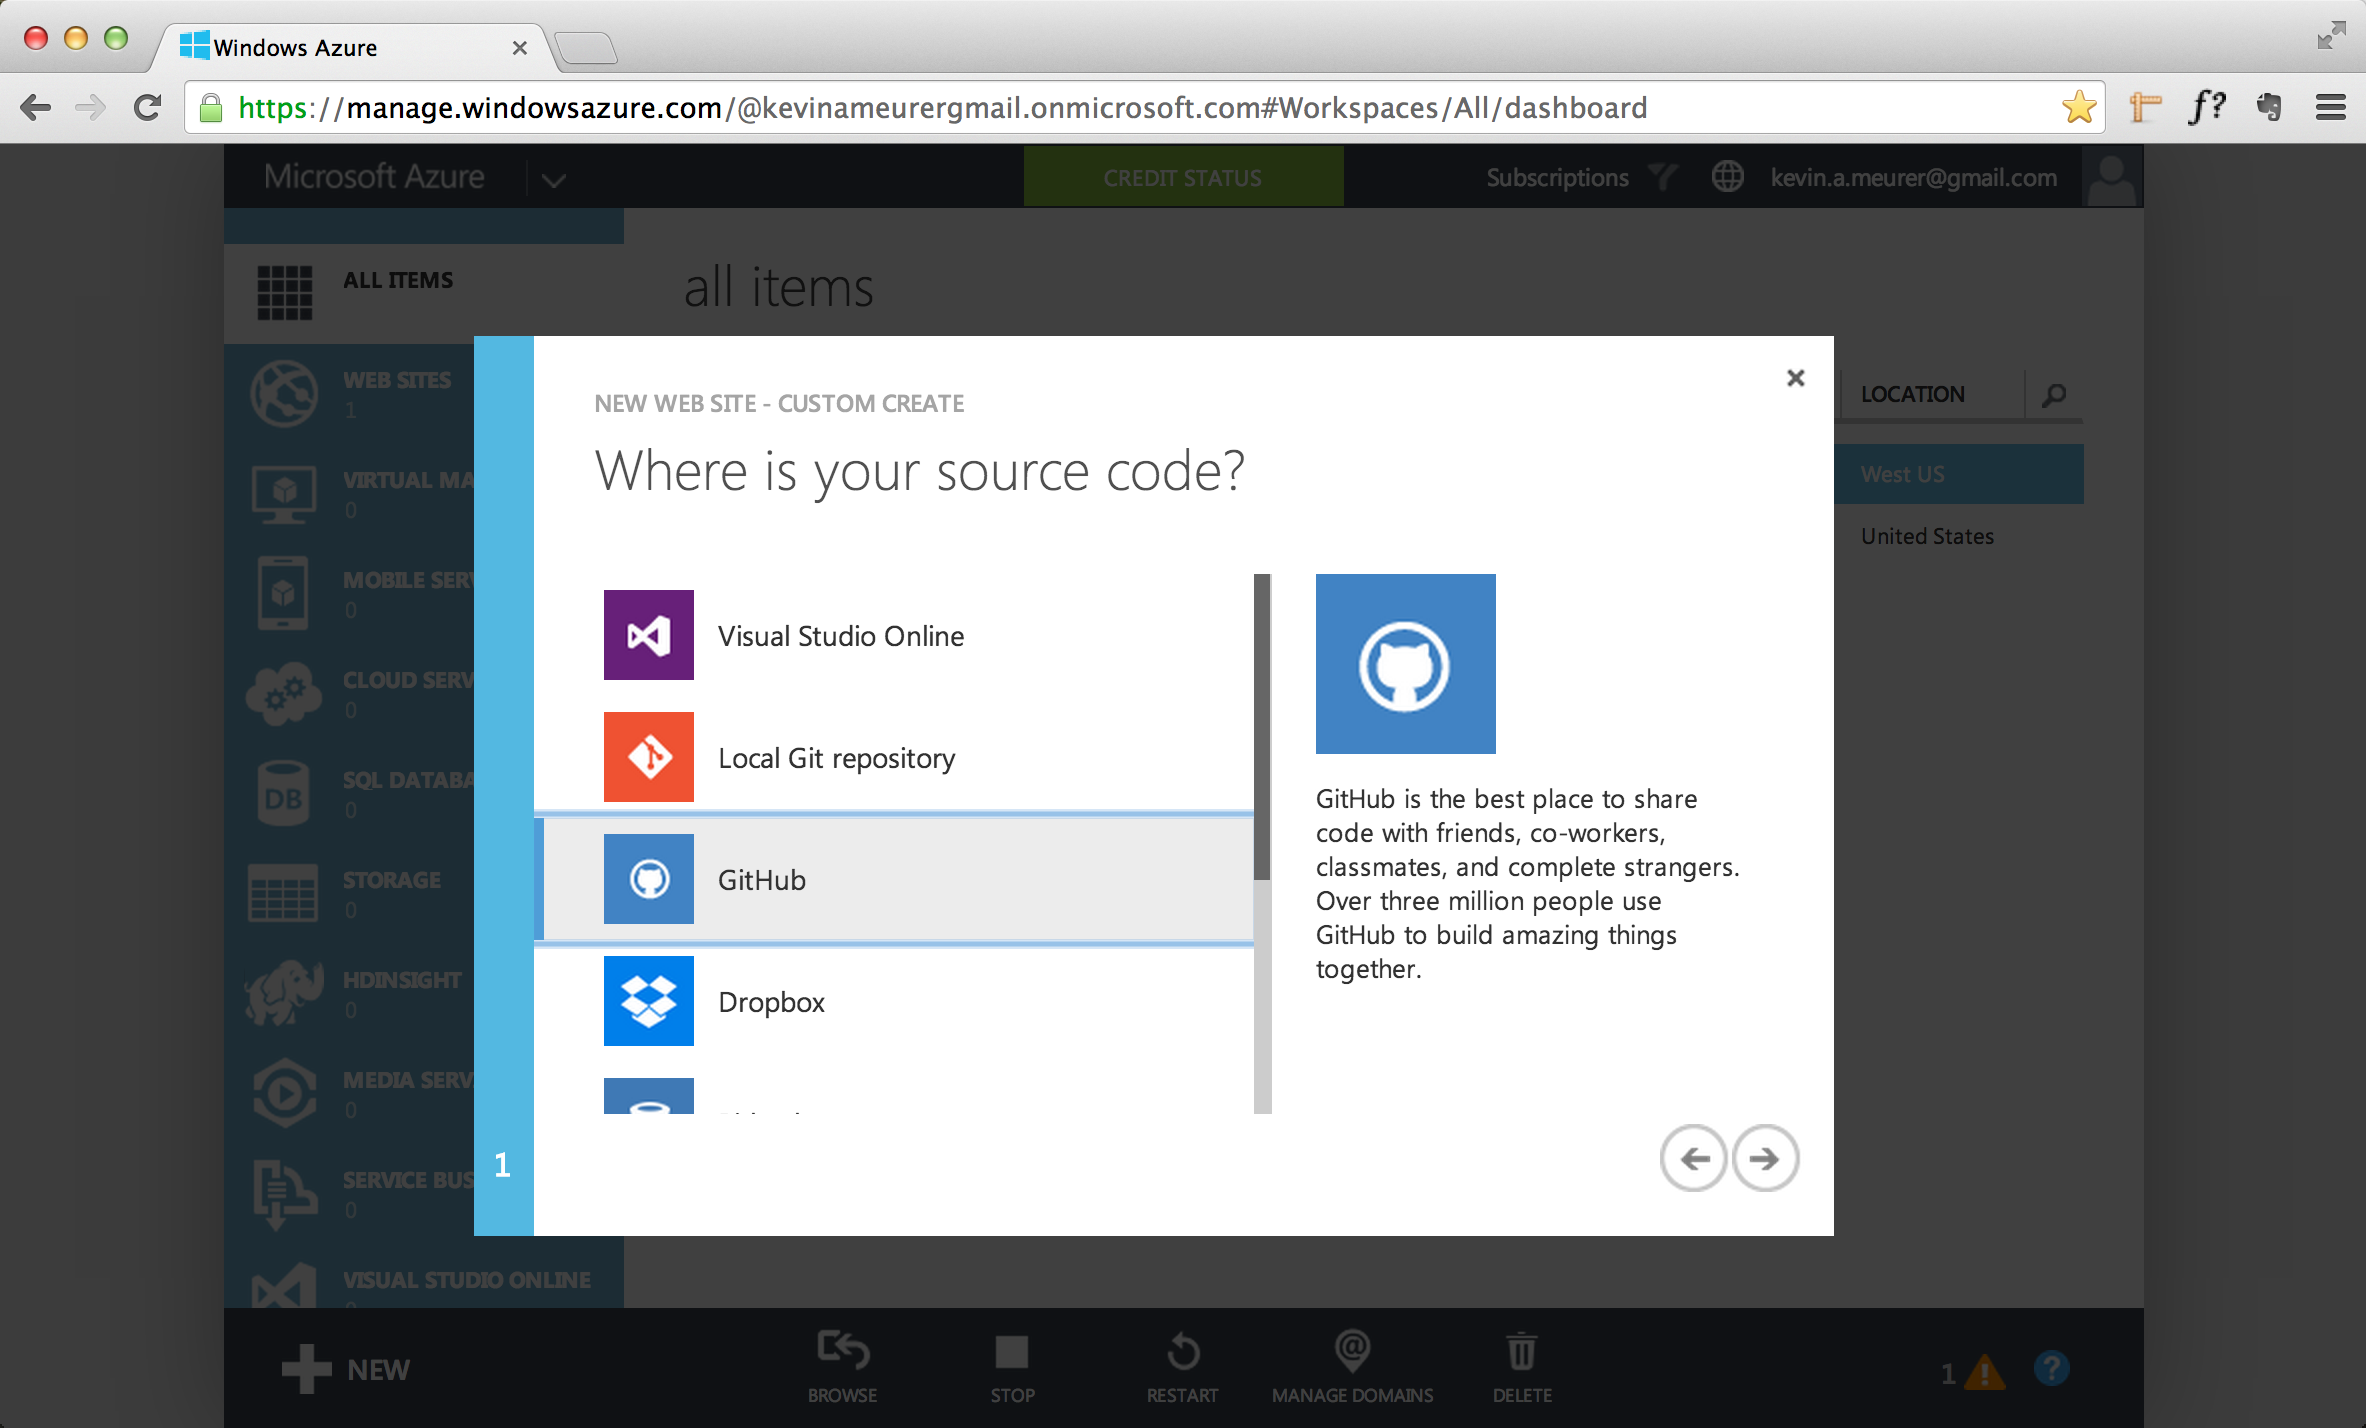 Windows Azure
https://manage.windowsazure.com/@kevinameurergmail.onmicrosoft.com#Workspaces/All/dashboard
f?
Microsoft Azure
CREDIT STATUS
Subscriptions
kevin.a.meurer@gmail.com
ALL ITEMS
all items
WEB SITES
1
VIRTUAL MA
0
MOBILE SER
0
CLOUD SERV
0
DB
SQL DATABA
0
STORAGE
0
HDINSIGHT
0
MEDIA SERV
0
SERVICE BUS
0
VISUAL STUDIO ONLINE
NEW WEB SITE - CUSTOM CREATE
Where is your source code?
Visual Studio Online
Local Git repository
GitHub
Dropbox
GitHub is the best place to share
code with friends, co-workers,
classmates, and complete strangers.
Over three million people use
GitHub to build amazing things
together.
1
LOCATION
West US
United States
NEW
BROWSE
STOP
RESTART
MANAGE DOMAINS
DELETE
1
?